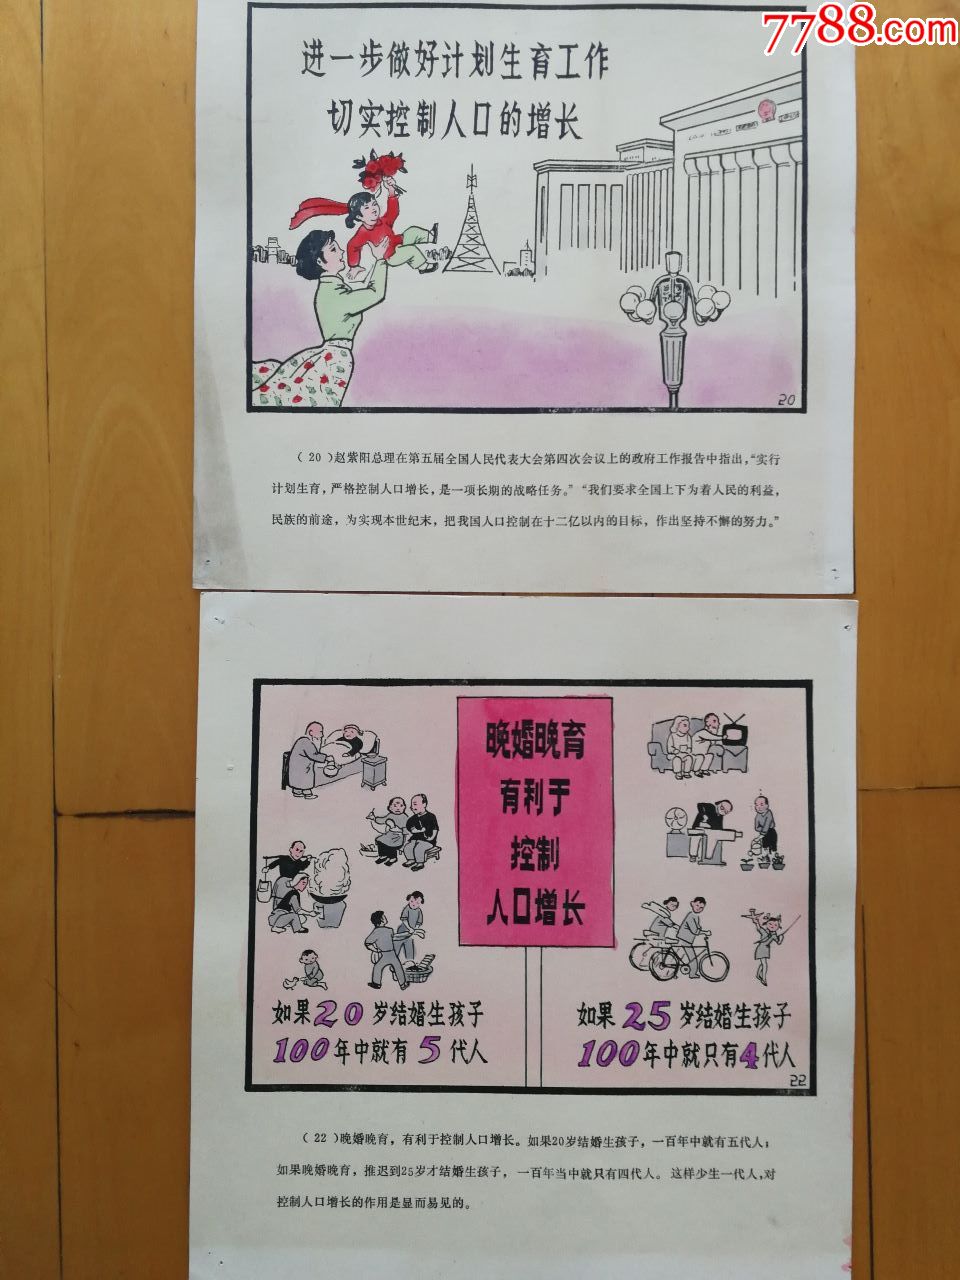 7788.com
进一步做好计划生育工作
切实控制人口的增长
20
（20）赵紫阳总理在第五届全国人民代表大会第四次会议上的政府工作报告中指出，“实行
计划生育，严格控制人口增长，是一项长期的战略任务。”“我们要求全国上下为着人民的利益，
民族的前途，为实现本世纪末，把我国人口控制在十二亿以内的目标，作出坚持不懈的努力。”
晚婚晚育
有利于
控制
人口增长
如果20岁结婚生孩子
100年中就有5代人
如果25岁结婚生孩子
100年中就只有4代人
22
（22）晚婚晚育，有利于控制人口增长。如果20岁结婚生孩子，一百年中就有五代人；
如果晚婚晚育，推迟到25岁才结婚生孩子，一百年当中就只有四代人。这样少生一代人，对
控制人口增长的作用是显而易见的。